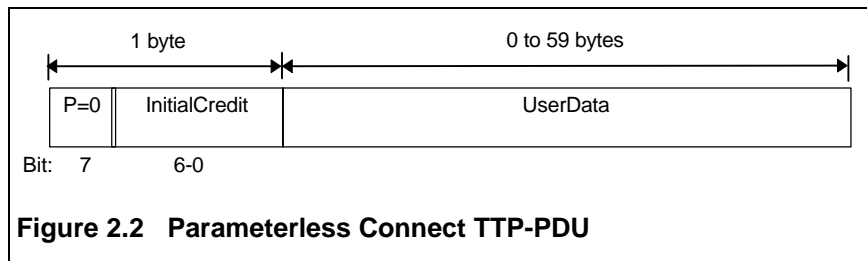 1 byte 0 to 59 bytes
P=0 InitialCredit UserData
Bit: 7 6-0
Figure 2.2 Parameterless Connect TTP-PDU